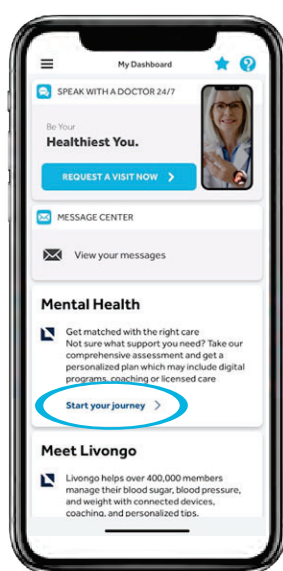 My Dashboard
SPEAK WITH A DOCTOR 24/7
Be Your
Healthiest You.
REQUEST A VISIT NOW
MESSAGE CENTER
View your messages
Mental Health
Get matched with the right care
Not sure what support you need? Take our
comprehensive assessment and get a
personalized plan which may include digital
programs, coaching or licensed care
Start your journey
Meet Livongo
Livongo helps over 400,000 members
manage their blood sugar, blood pressure,
and weight with connected devices,
coaching, and personalized tips.